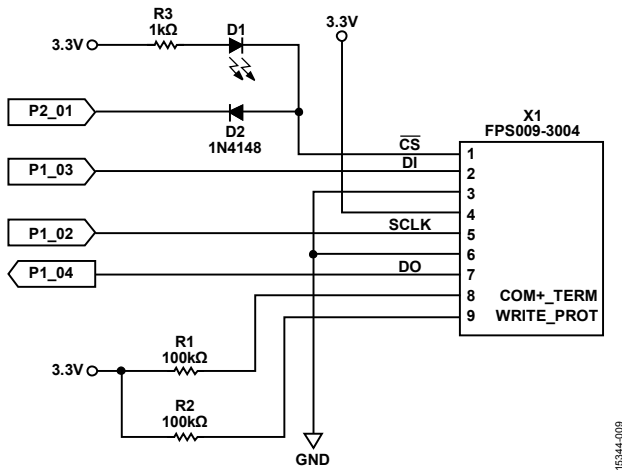 R3
1kΩ
D1
3.3V
3.3V
P2_01
D2
1N4148
X1
FPS009-3004
CS
1
DI
2
P1_03
3
4
SCLK
5
P1_02
6
DO
7
P1_04
8 COM+_TERM
9 WRITE_PROT
R1
100kΩ
3.3V
R2
100kΩ
GND
15344-009